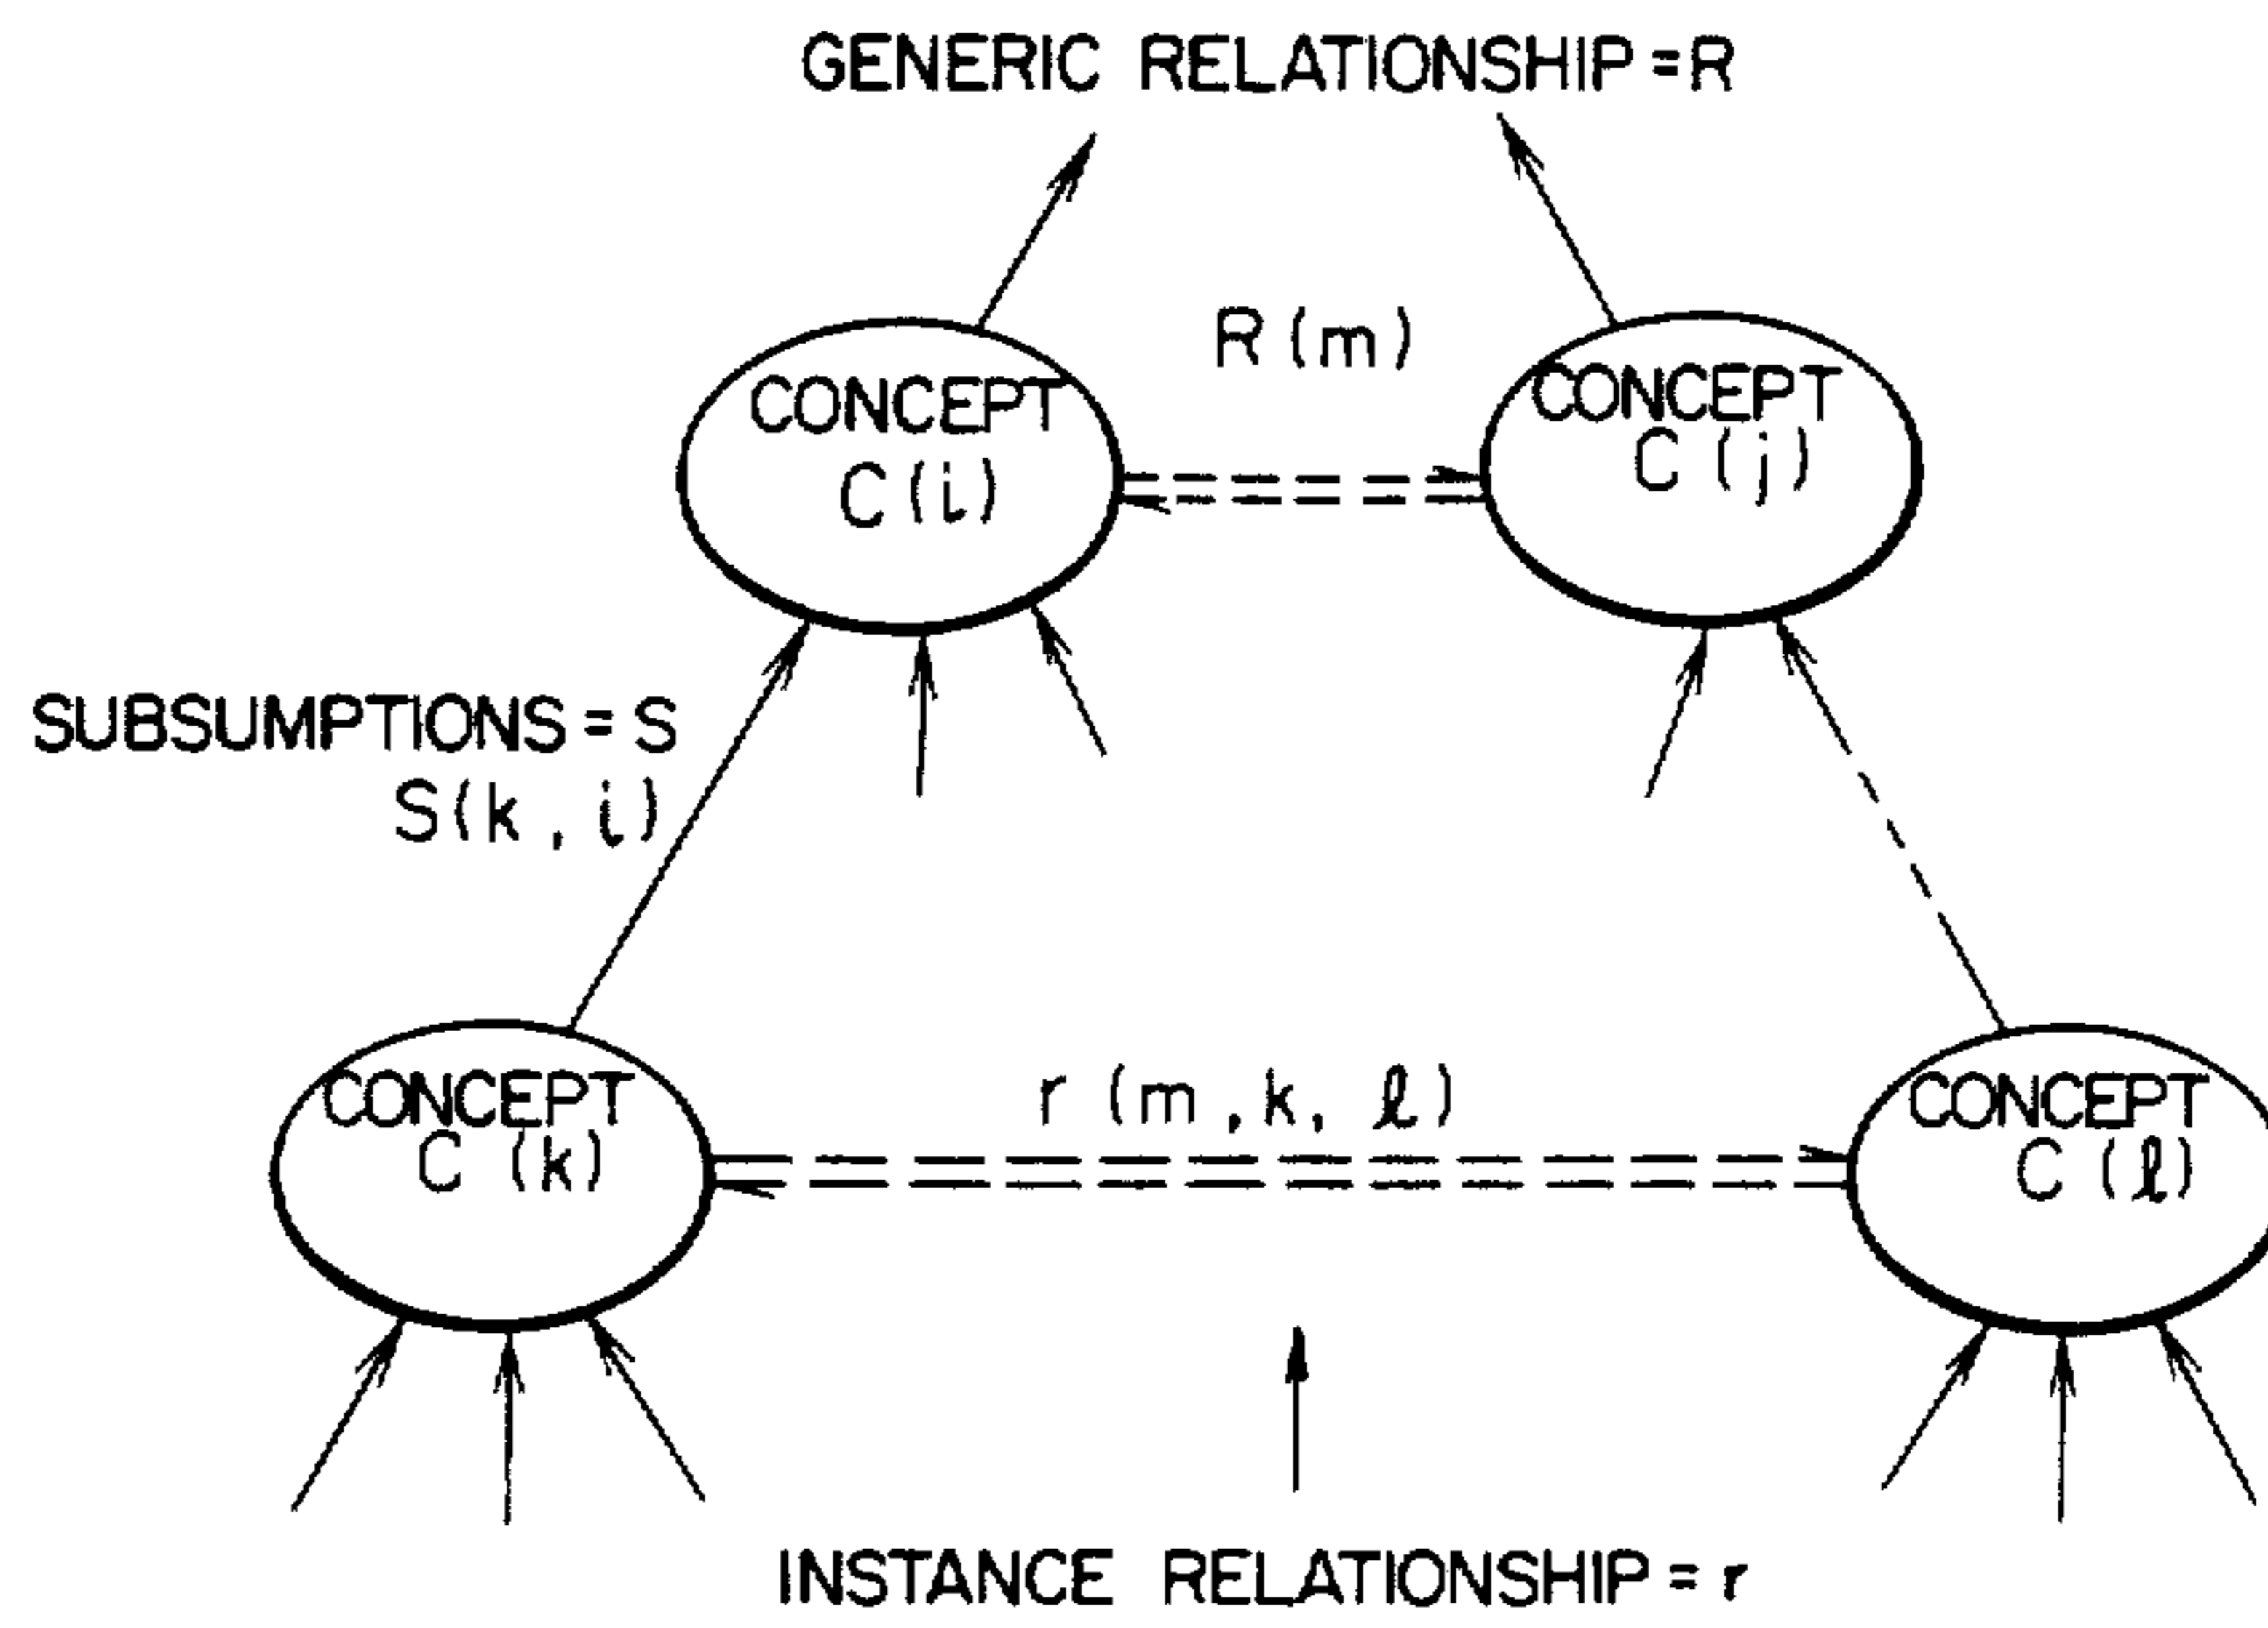 GENERIC RELATIONSHIP = R
R (m)
CONCEPT
C (i)
CONCEPT
C (j)
SUBSUMPTIONS = S
S(k, i)
CONCEPT
C (k)
r (m, k, ℓ)
CONCEPT
C (ℓ)
INSTANCE RELATIONSHIP = r